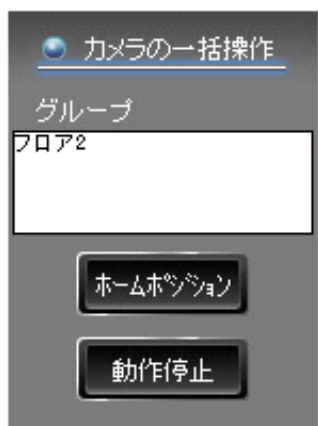 カメラの一括操作
グループ
フロア2
ホームポジション
動作停止